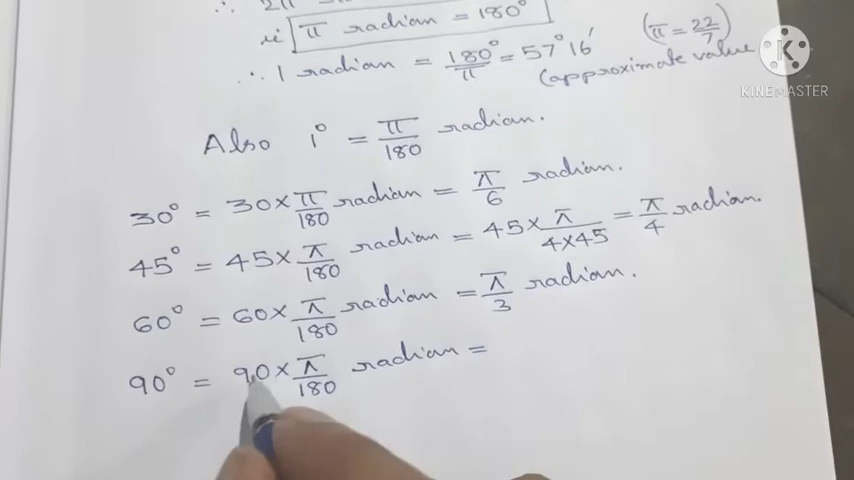 ∴ 2π
ie π radian = 180°
∴ 1 radian = 180°/π = 57°16′ (π = 22/7)
(approximate value
KINEMASTER
Also 1° = π/180 radian.
30° = 30 × π/180 radian = π/6 radian.
45° = 45 × π/180 radian = 45 × π/4×45 = π/4 radian.
60° = 60 × π/180 radian = π/3 radian.
90° = 90 × π/180 radian =